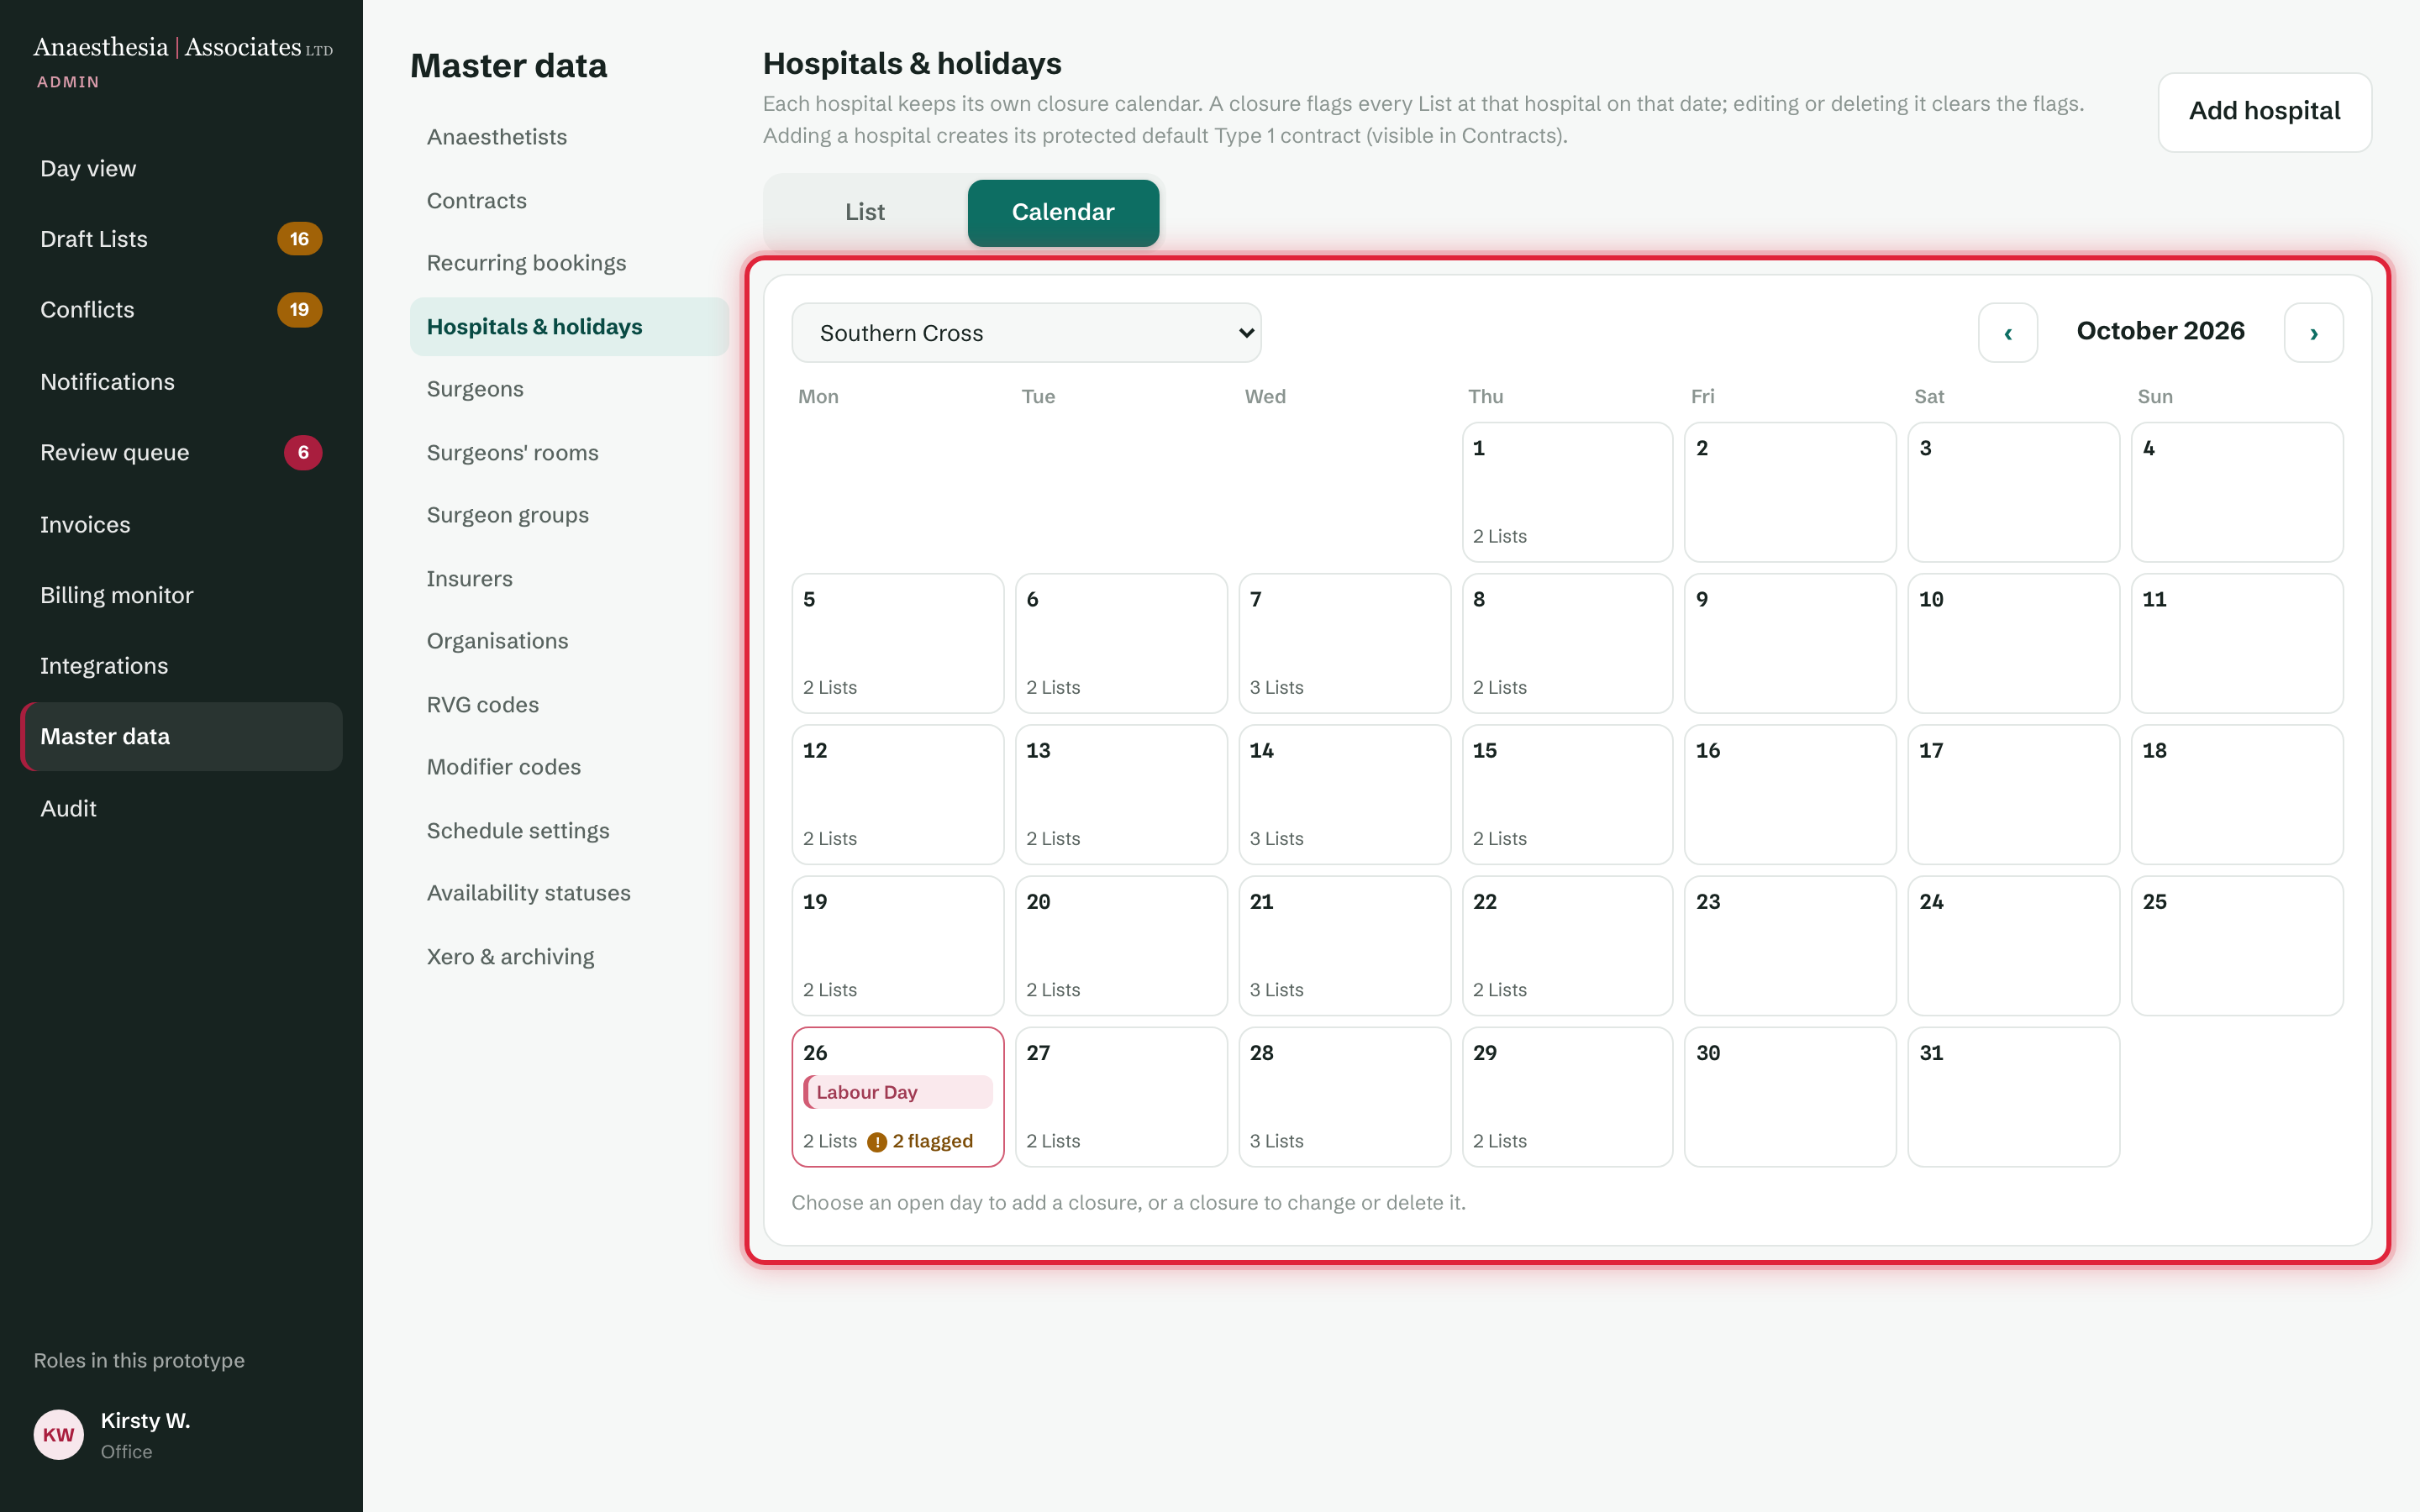 Anaesthesia | Associates LTD
ADMIN
Day view
Draft Lists 16
Conflicts 19
Notifications
Review queue 6
Invoices
Billing monitor
Integrations
Master data
Audit
Roles in this prototype
KW
Kirsty W.
Office
Master data
Anaesthetists
Contracts
Recurring bookings
Hospitals & holidays
Surgeons
Surgeons' rooms
Surgeon groups
Insurers
Organisations
RVG codes
Modifier codes
Schedule settings
Availability statuses
Xero & archiving
Hospitals & holidays
Each hospital keeps its own closure calendar. A closure flags every List at that hospital on that date; editing or deleting it clears the flags.
Adding a hospital creates its protected default Type 1 contract (visible in Contracts).
Add hospital
List Calendar
Southern Cross
‹ October 2026 ›
Mon Tue Wed Thu Fri Sat Sun
1 2 3 4
2 Lists
5 6 7 8 9 10 11
2 Lists 2 Lists 3 Lists 2 Lists
12 13 14 15 16 17 18
2 Lists 2 Lists 3 Lists 2 Lists
19 20 21 22 23 24 25
2 Lists 2 Lists 3 Lists 2 Lists
26 27 28 29 30 31
Labour Day
2 Lists ! 2 flagged 2 Lists 3 Lists 2 Lists
Choose an open day to add a closure, or a closure to change or delete it.